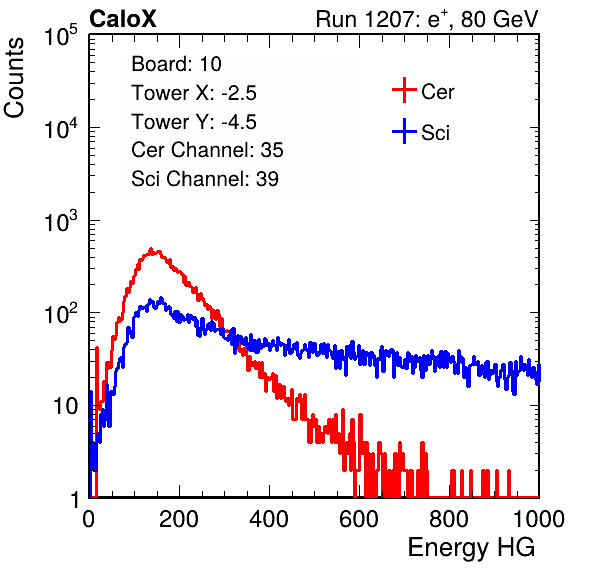 CaloX Run 1207: e⁺, 80 GeV
Counts
Board: 10
Tower X: -2.5
Tower Y: -4.5
Cer Channel: 35
Sci Channel: 39
Cer
Sci
10⁵
10⁴
10³
10²
10
1
0 200 400 600 800 1000
Energy HG